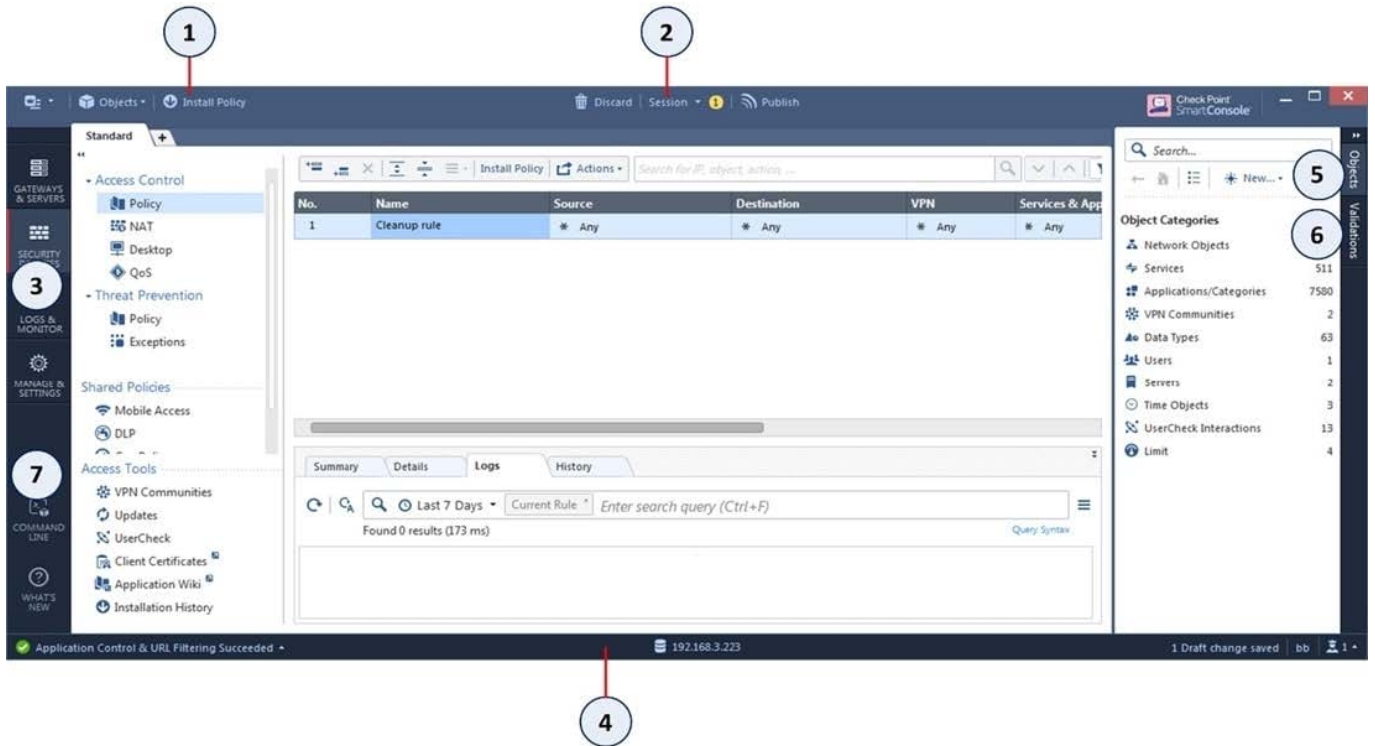 1
2
Objects
Install Policy
Discard
Session
1
Publish
Check Point
SmartConsole
Standard
+
GATEWAYS
& SERVERS
SECURITY
3
LOGS &
MONITOR
MANAGE &
SETTINGS
7
COMMAND
LINE
WHAT'S
NEW
Access Control
Policy
NAT
Desktop
QoS
Threat Prevention
Policy
Exceptions
Shared Policies
Mobile Access
DLP
Access Tools
VPN Communities
Updates
UserCheck
Client Certificates
Application Wiki
Installation History
Install Policy
Actions
Search for IP, object, action, ...
No. Name Source Destination VPN Services & App
1 Cleanup rule * Any * Any * Any * Any
Summary Details Logs History
Last 7 Days
Current Rule
Enter search query (Ctrl+F)
Found 0 results (173 ms)
Query Syntax
Search...
New...
5
Objects
6
Validations
Object Categories
Network Objects
Services 511
Applications/Categories 7580
VPN Communities 2
Data Types 63
Users 1
Servers 2
Time Objects 3
UserCheck Interactions 13
Limit 4
Application Control & URL Filtering Succeeded
192.168.3.223
1 Draft change saved
bb
1
4